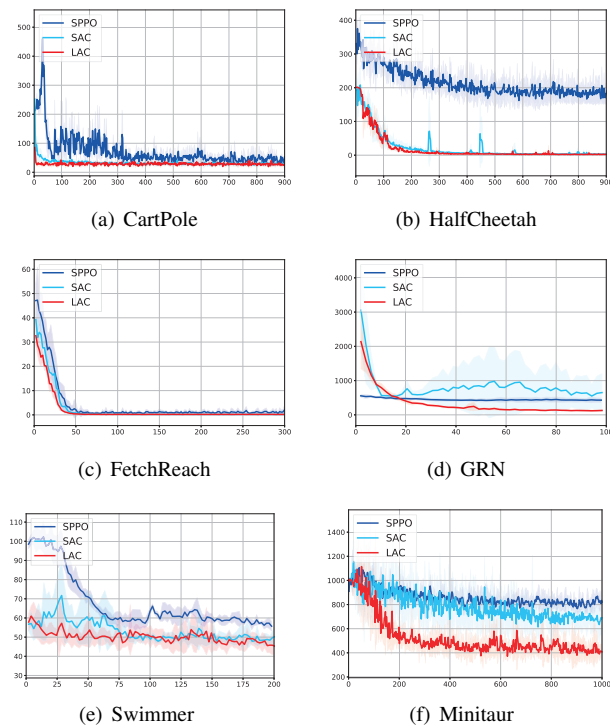 SPPO
SAC
LAC
500
400
300
200
100
0
0 100 200 300 400 500 600 700 800 900
(a) CartPole
SPPO
SAC
LAC
400
300
200
100
0
0 100 200 300 400 500 600 700 800 900
(b) HalfCheetah
SPPO
SAC
LAC
60
50
40
30
20
10
0
0 50 100 150 200 250 300
(c) FetchReach
SPPO
SAC
LAC
4000
3000
2000
1000
0
0 20 40 60 80 100
(d) GRN
SPPO
SAC
LAC
110
100
90
80
70
60
50
40
30
0 25 50 75 100 125 150 175 200
(e) Swimmer
SPPO
SAC
LAC
1400
1200
1000
800
600
400
200
0 200 400 600 800 1000
(f) Minitaur